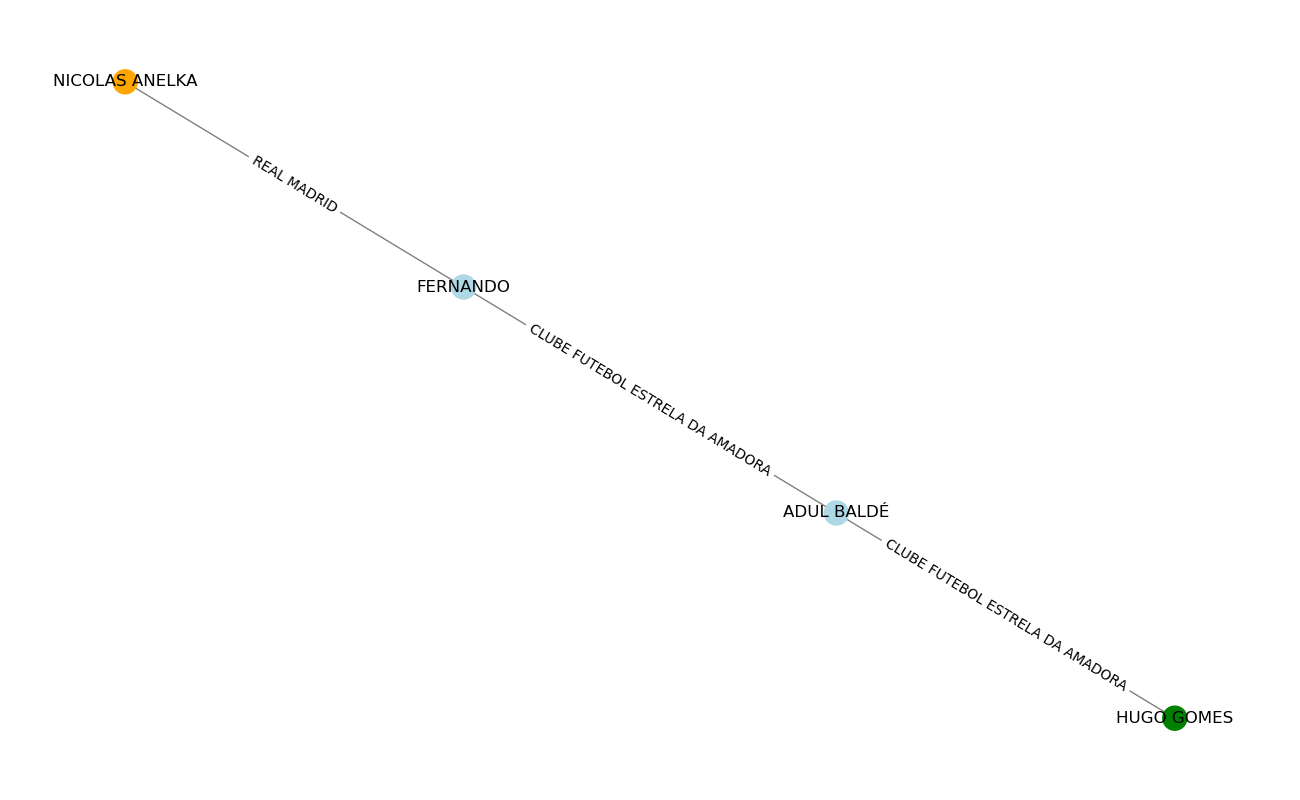 NICOLAS ANELKA
REAL MADRID
FERNANDO
CLUBE FUTEBOL ESTRELA DA AMADORA
ADUL BALDÉ
CLUBE FUTEBOL ESTRELA DA AMADORA
HUGO GOMES